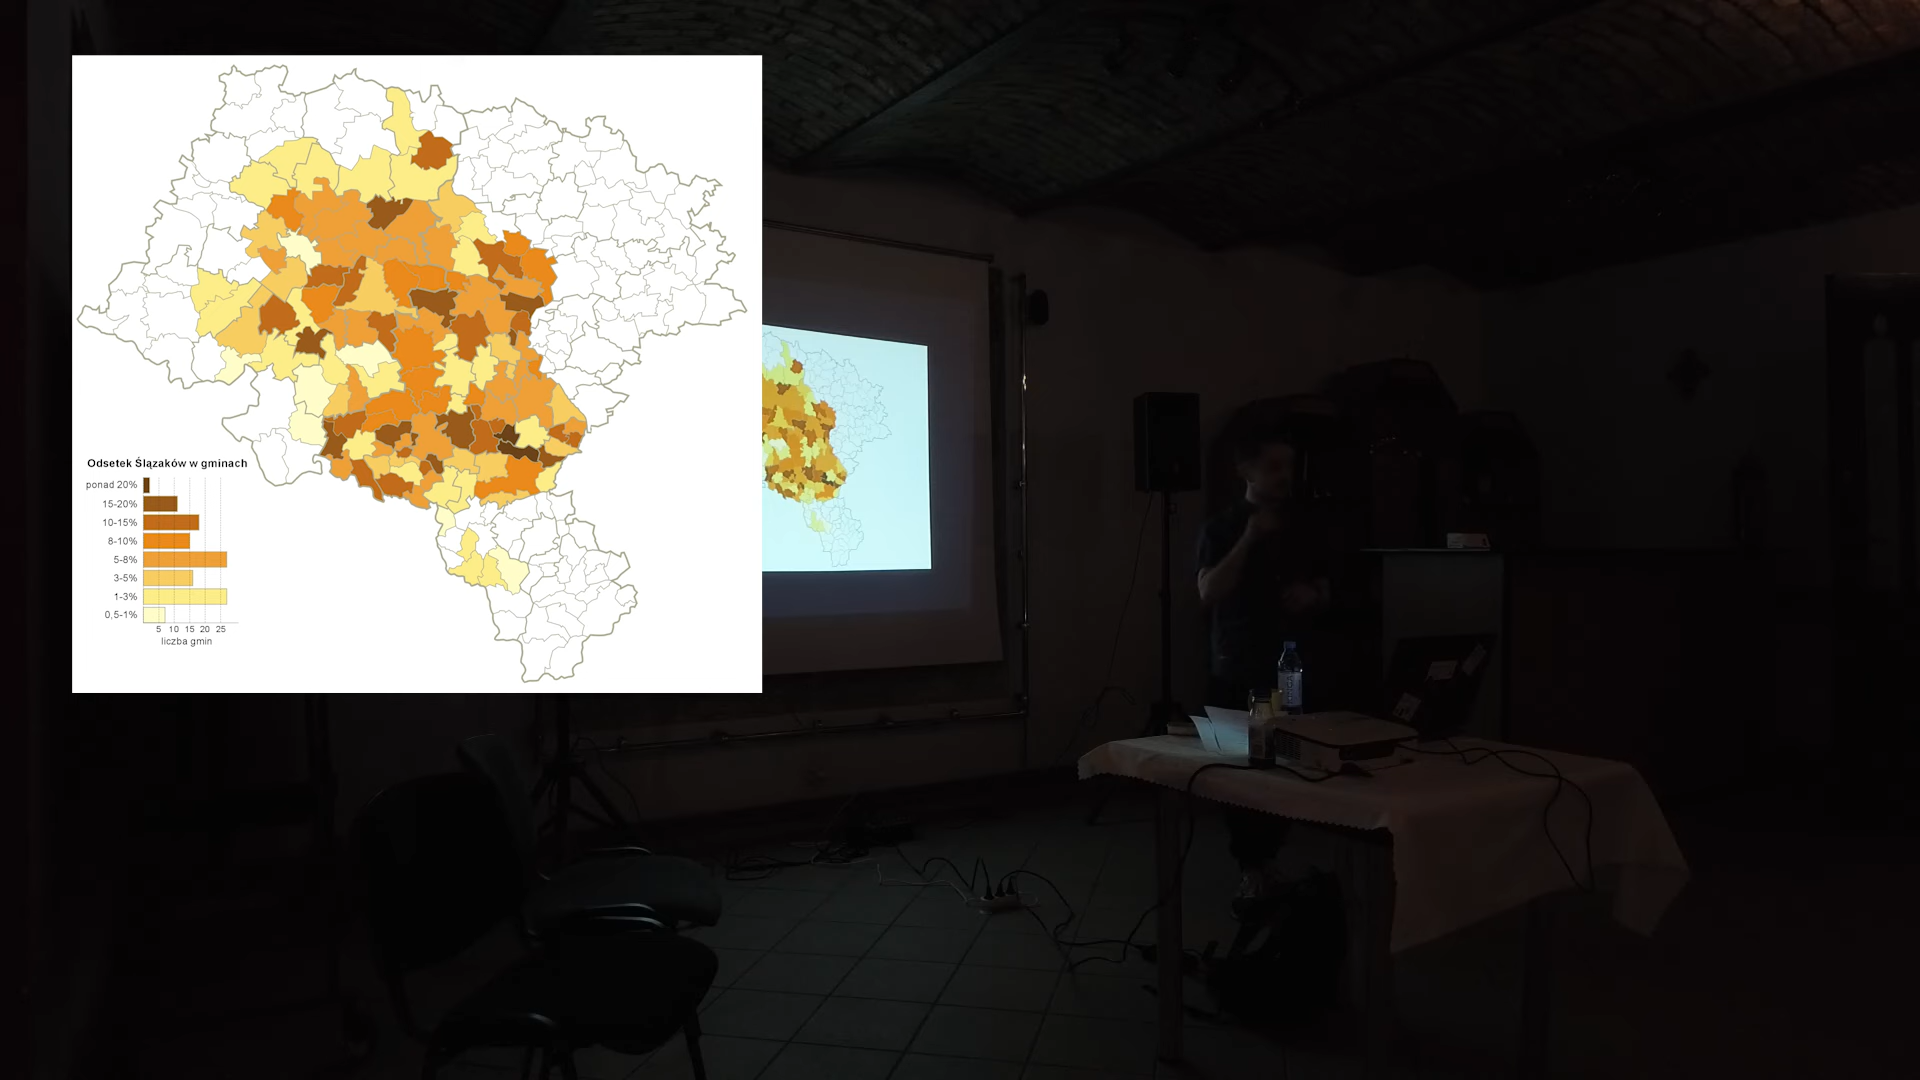 Odsetek Ślązaków w gminach
ponad 20%
15-20%
10-15%
8-10%
5-8%
3-5%
1-3%
0,5-1%
5 10 15 20 25
liczba gmin